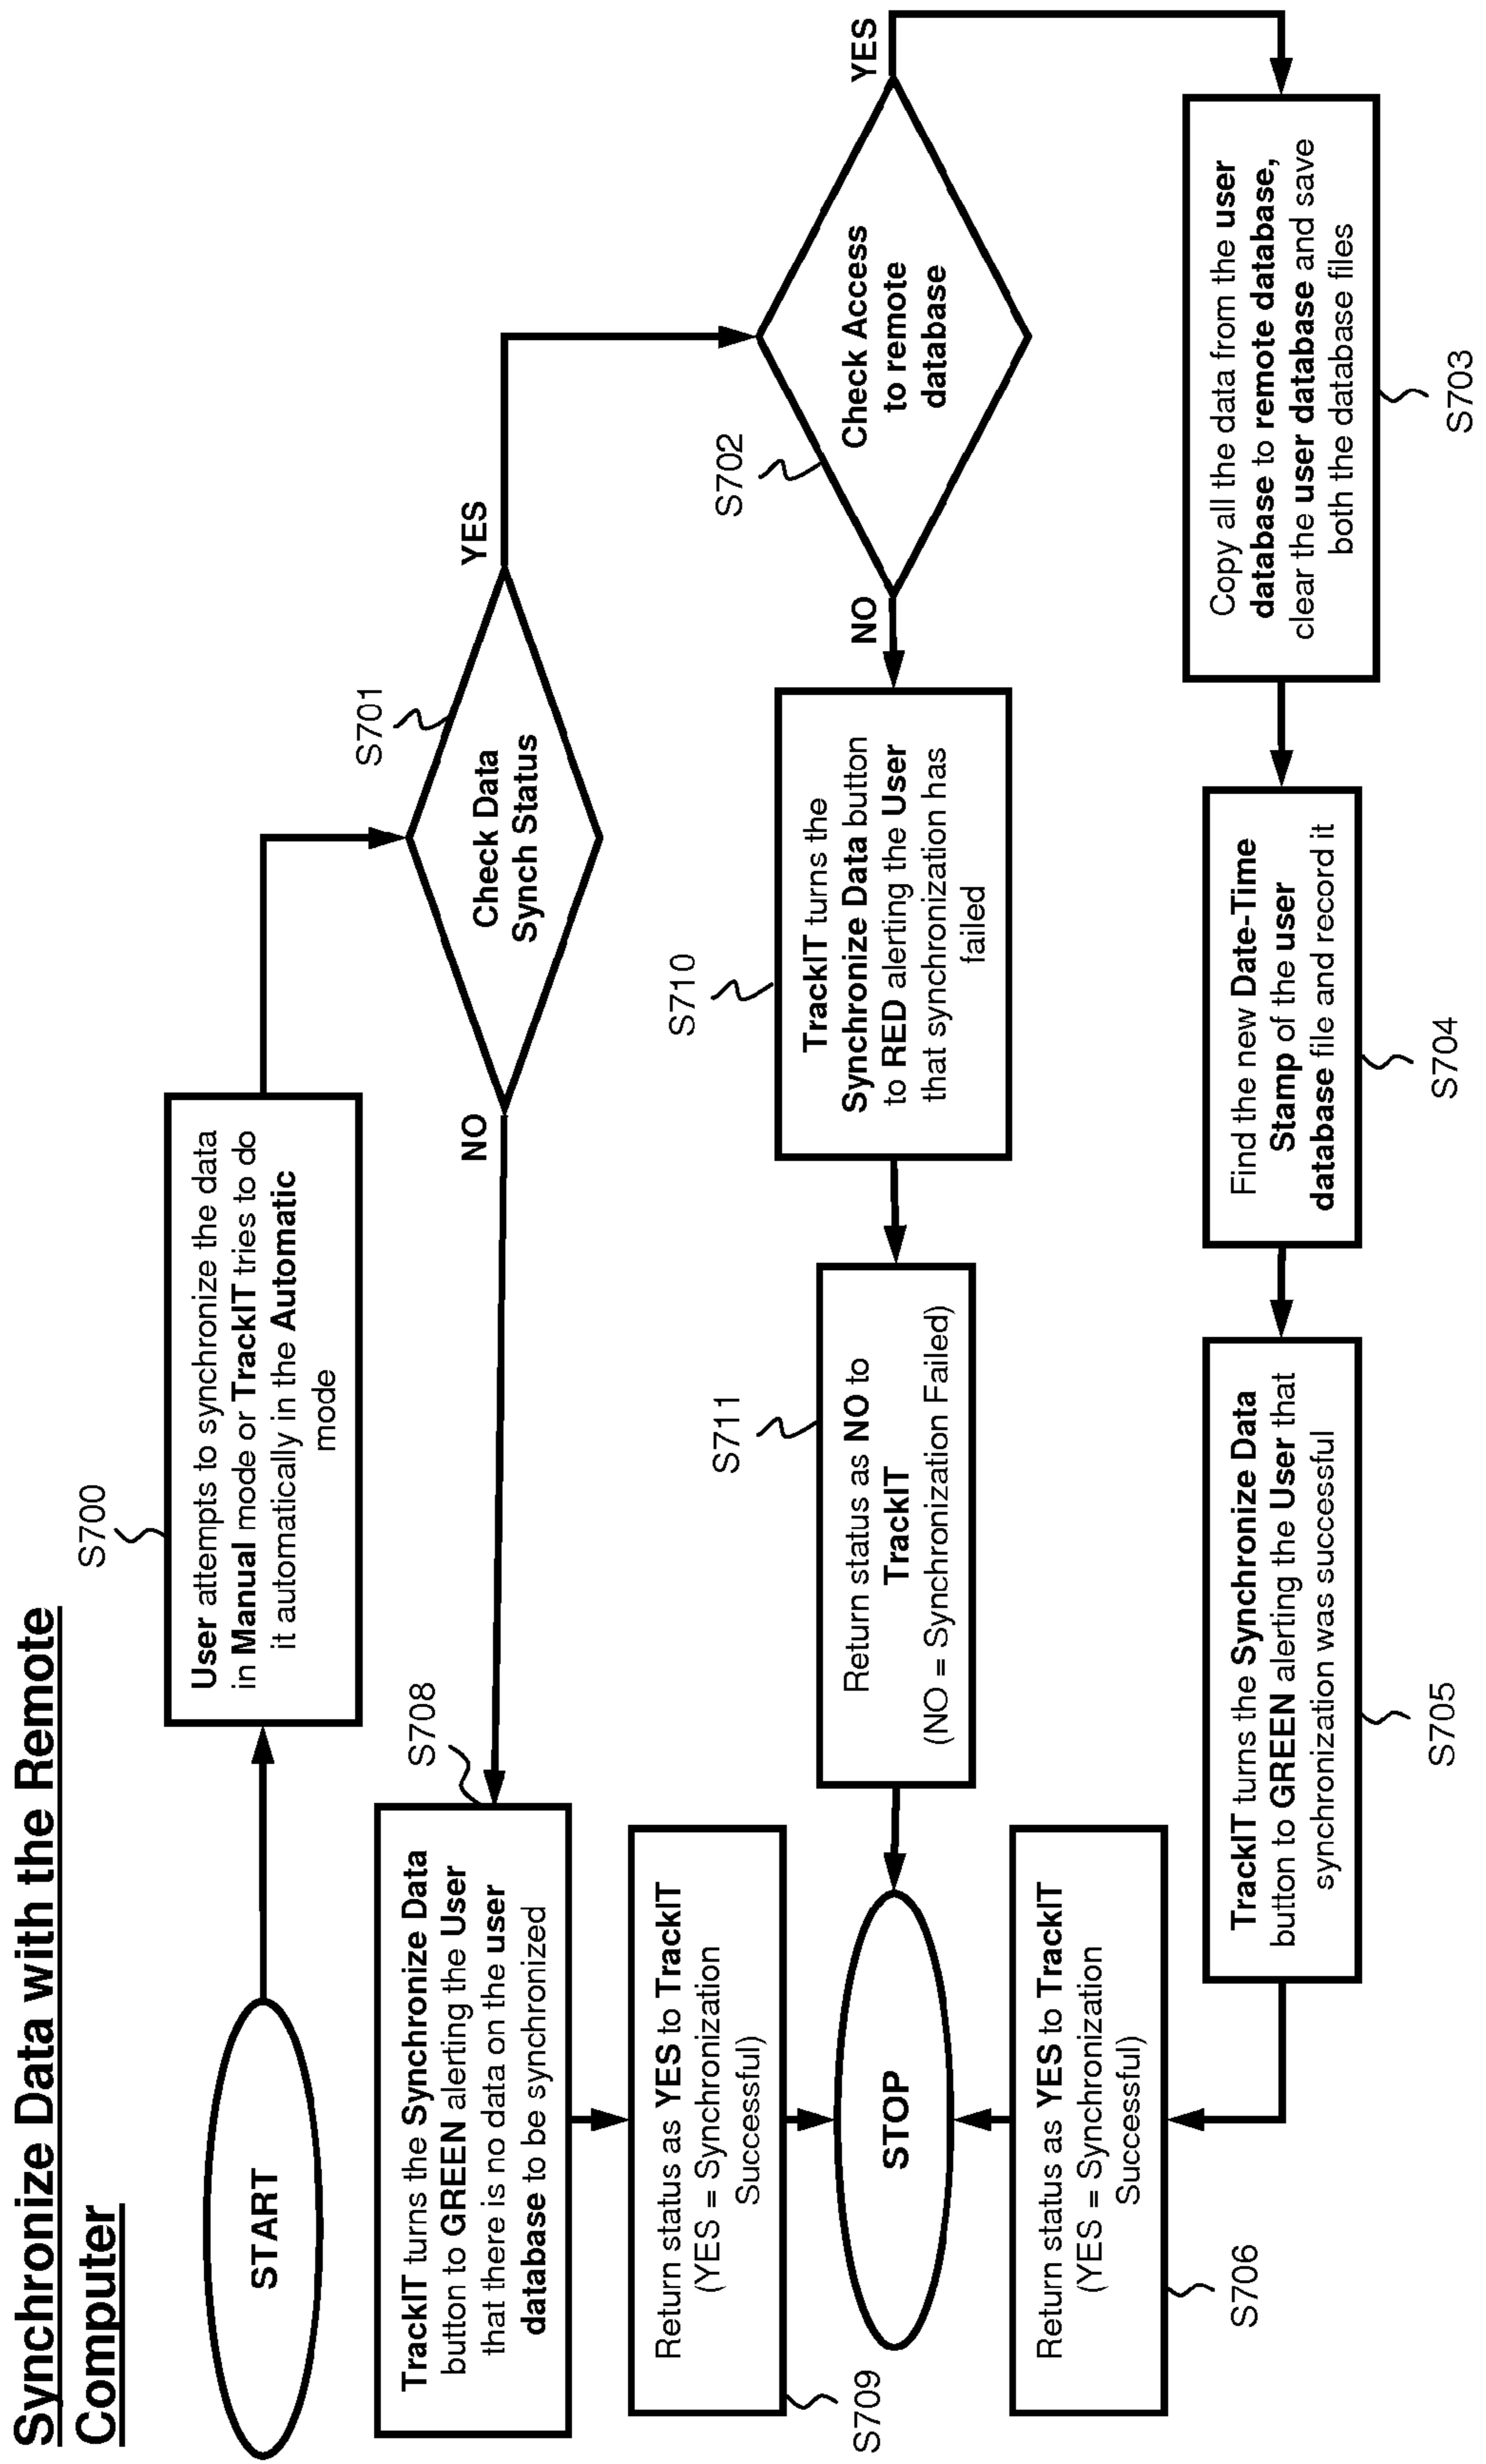 Synchronize Data with the Remote
Computer
START
S700
User attempts to synchronize the data
in Manual mode or TrackIT tries to do
it automatically in the Automatic
mode
S701
Check Data
Synch Status
YES
NO
S702
Check Access
to remote
database
YES
NO
S708
TrackIT turns the Synchronize Data
button to GREEN alerting the User
that there is no data on the user
database to be synchronized
Return status as YES to TrackIT
(YES = Synchronization
Successful)
S709
S710
TrackIT turns the
Synchronize Data button
to RED alerting the User
that synchronization has
failed
S711
Return status as NO to
TrackIT
(NO = Synchronization Failed)
STOP
Copy all the data from the user
database to remote database,
clear the user database and save
both the database files
S703
Find the new Date-Time
Stamp of the user
database file and record it
S704
TrackIT turns the Synchronize Data
button to GREEN alerting the User that
synchronization was successful
S705
Return status as YES to TrackIT
(YES = Synchronization
Successful)
S706